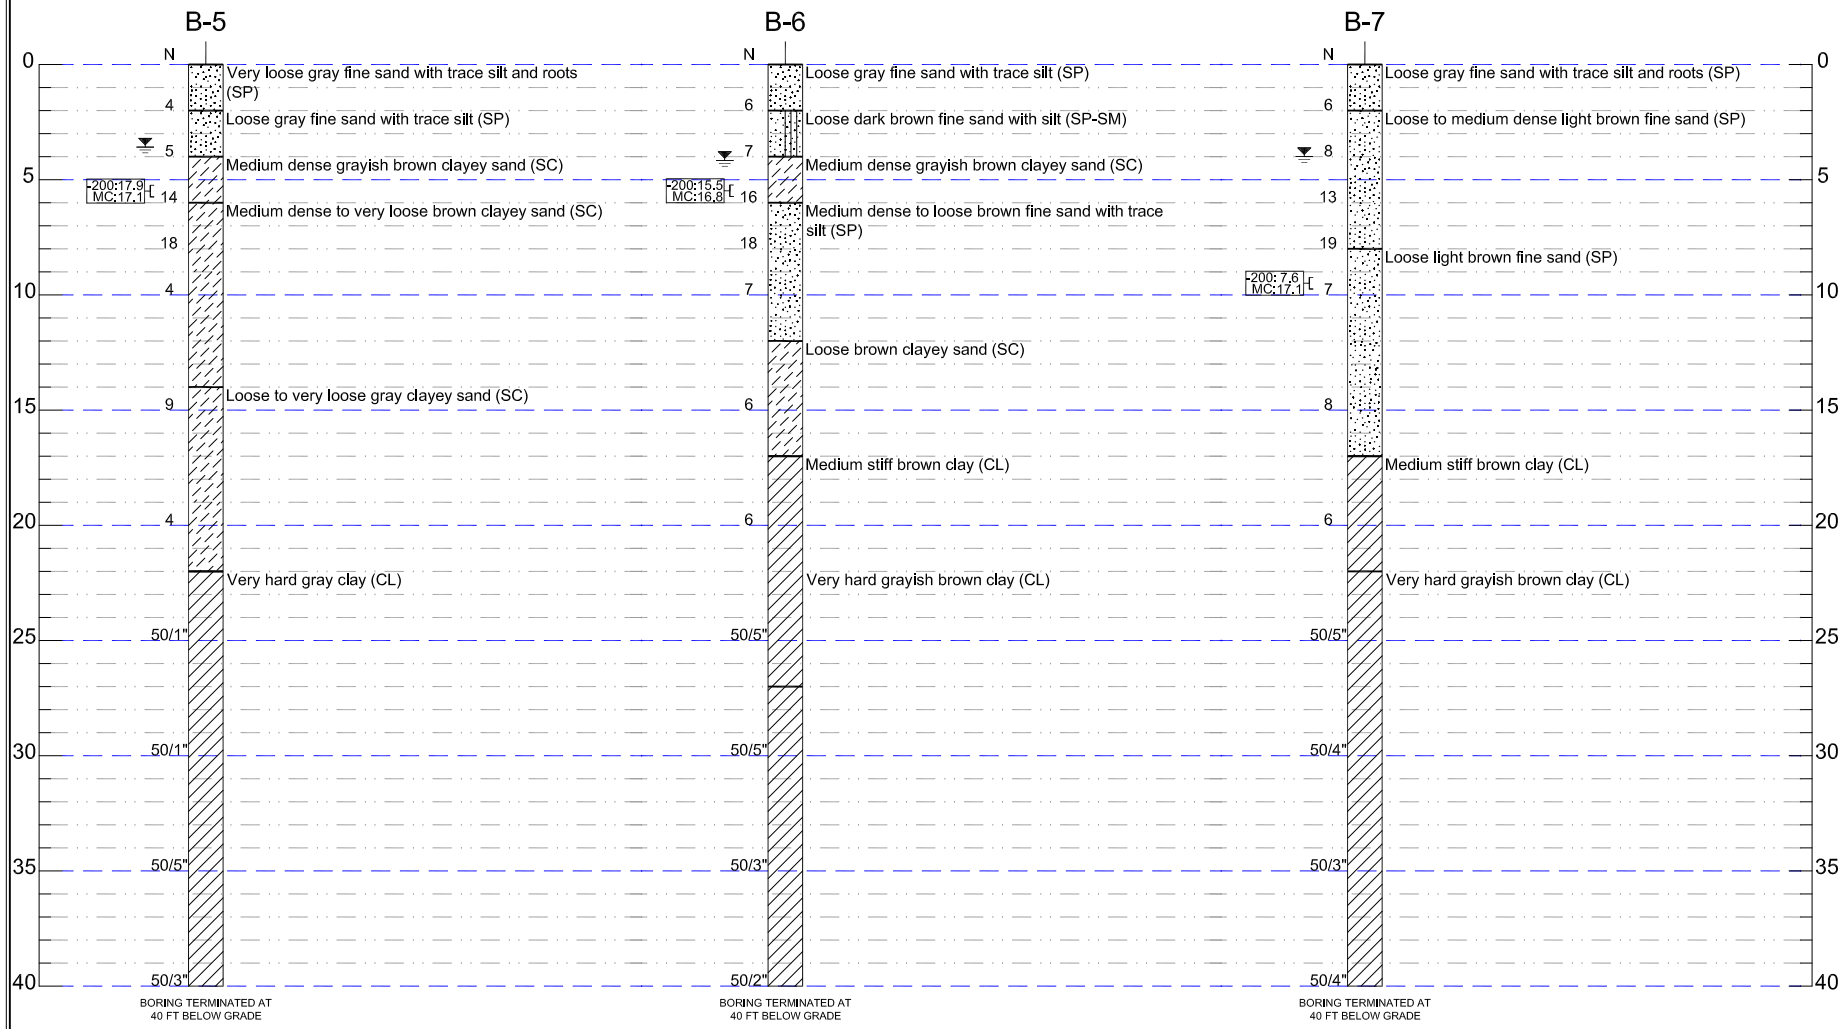 B-5
B-6
B-7
N
N
N
0
0
Very loose gray fine sand with trace silt and roots
(SP)
Loose gray fine sand with trace silt (SP)
Loose gray fine sand with trace silt and roots (SP)
4
6
6
Loose gray fine sand with trace silt (SP)
Loose dark brown fine sand with silt (SP-SM)
Loose to medium dense light brown fine sand (SP)
5
7
8
Medium dense grayish brown clayey sand (SC)
Medium dense grayish brown clayey sand (SC)
5
5
-200:17.9
MC:17.1
14
-200:15.5
MC:16.8
16
13
Medium dense to very loose brown clayey sand (SC)
Medium dense to loose brown fine sand with trace
silt (SP)
18
18
19
Loose light brown fine sand (SP)
-200: 7.6
MC:17.1
10
4
7
7
10
Loose brown clayey sand (SC)
Loose to very loose gray clayey sand (SC)
15
9
6
8
15
Medium stiff brown clay (CL)
Medium stiff brown clay (CL)
20
4
6
6
20
Very hard gray clay (CL)
Very hard grayish brown clay (CL)
Very hard grayish brown clay (CL)
25
50/1"
50/5"
50/5"
25
30
50/1"
50/5"
50/4"
30
35
50/5"
50/3"
50/3"
35
40
50/3"
50/2"
50/4"
40
BORING TERMINATED AT
40 FT BELOW GRADE
BORING TERMINATED AT
40 FT BELOW GRADE
BORING TERMINATED AT
40 FT BELOW GRADE